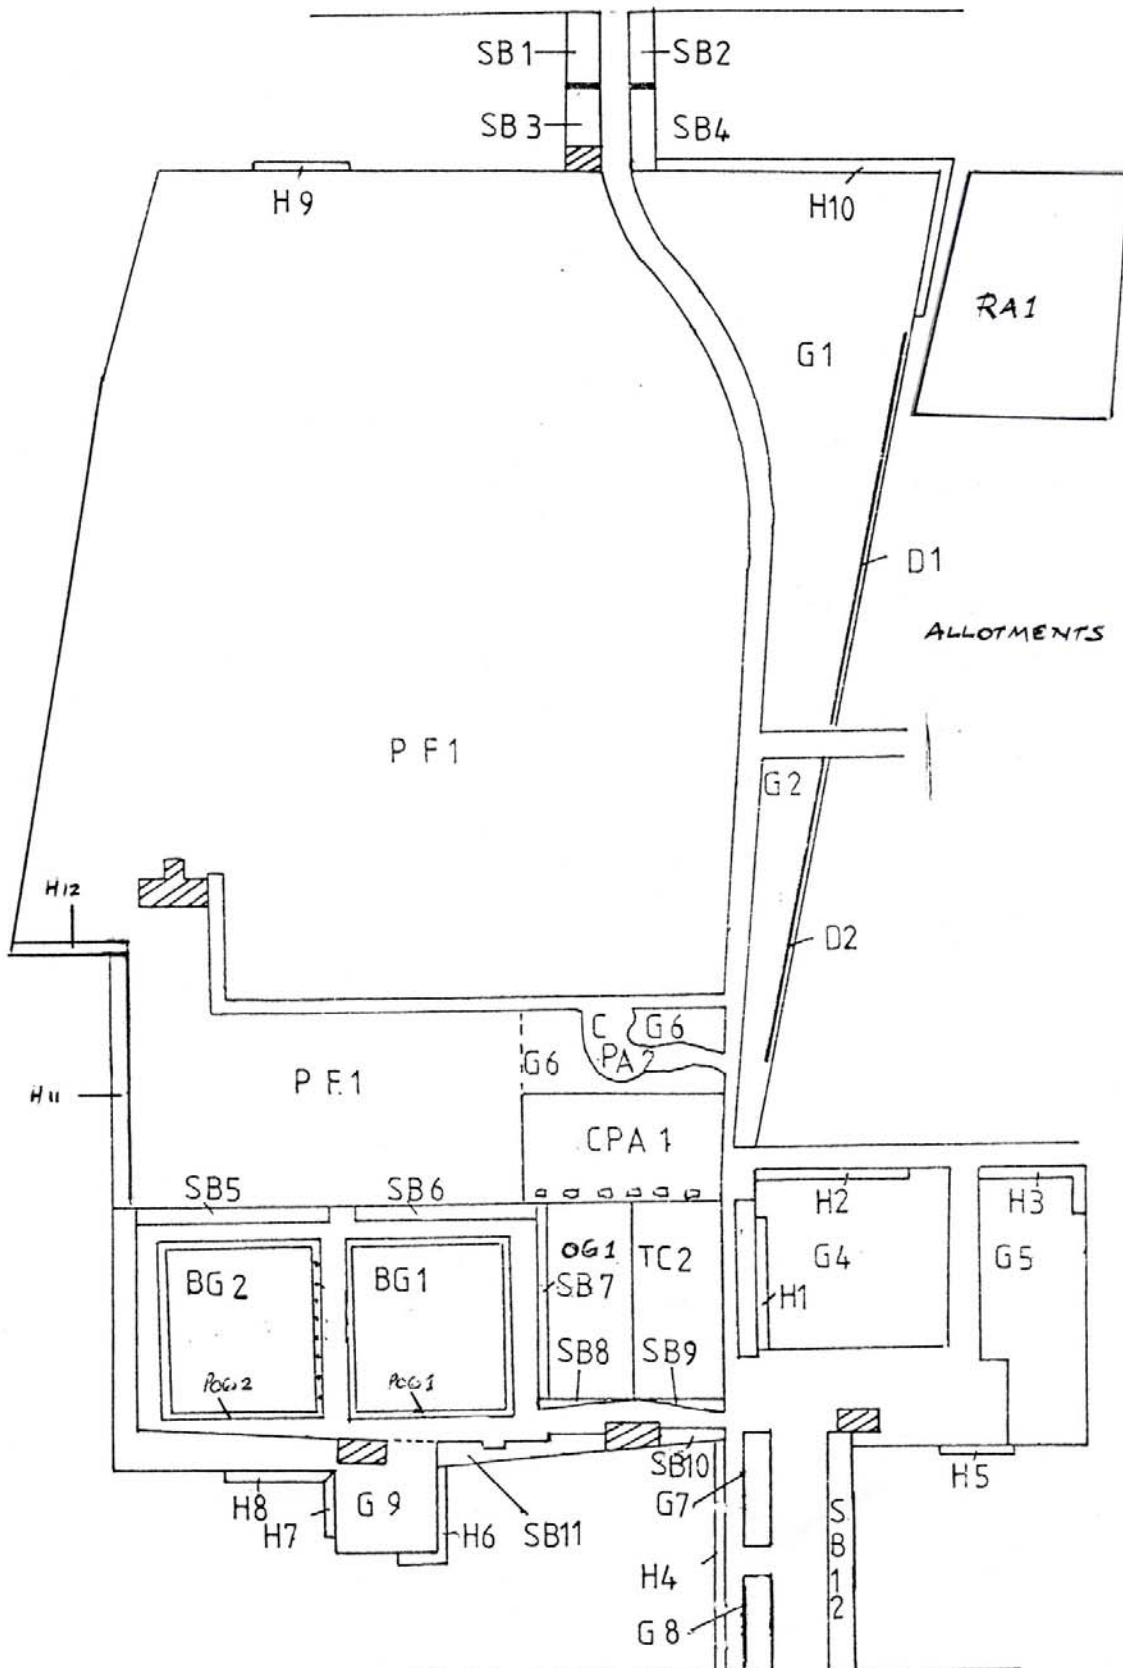 SB1
SB2
SB3
SB4
H9
H10
RA1
G1
D1
ALLOTMENTS
PF1
G2
H12
D2
C
G6
G6
PA2
PF1
H11
CPA1
SB5
SB6
H2
H3
OG1
TC2
G4
G5
BG2
BG1
SB7
H1
SB8
SB9
POG2
POG1
SB10
H5
G7
H8
G9
H7
H6
SB11
SB12
H4
G8